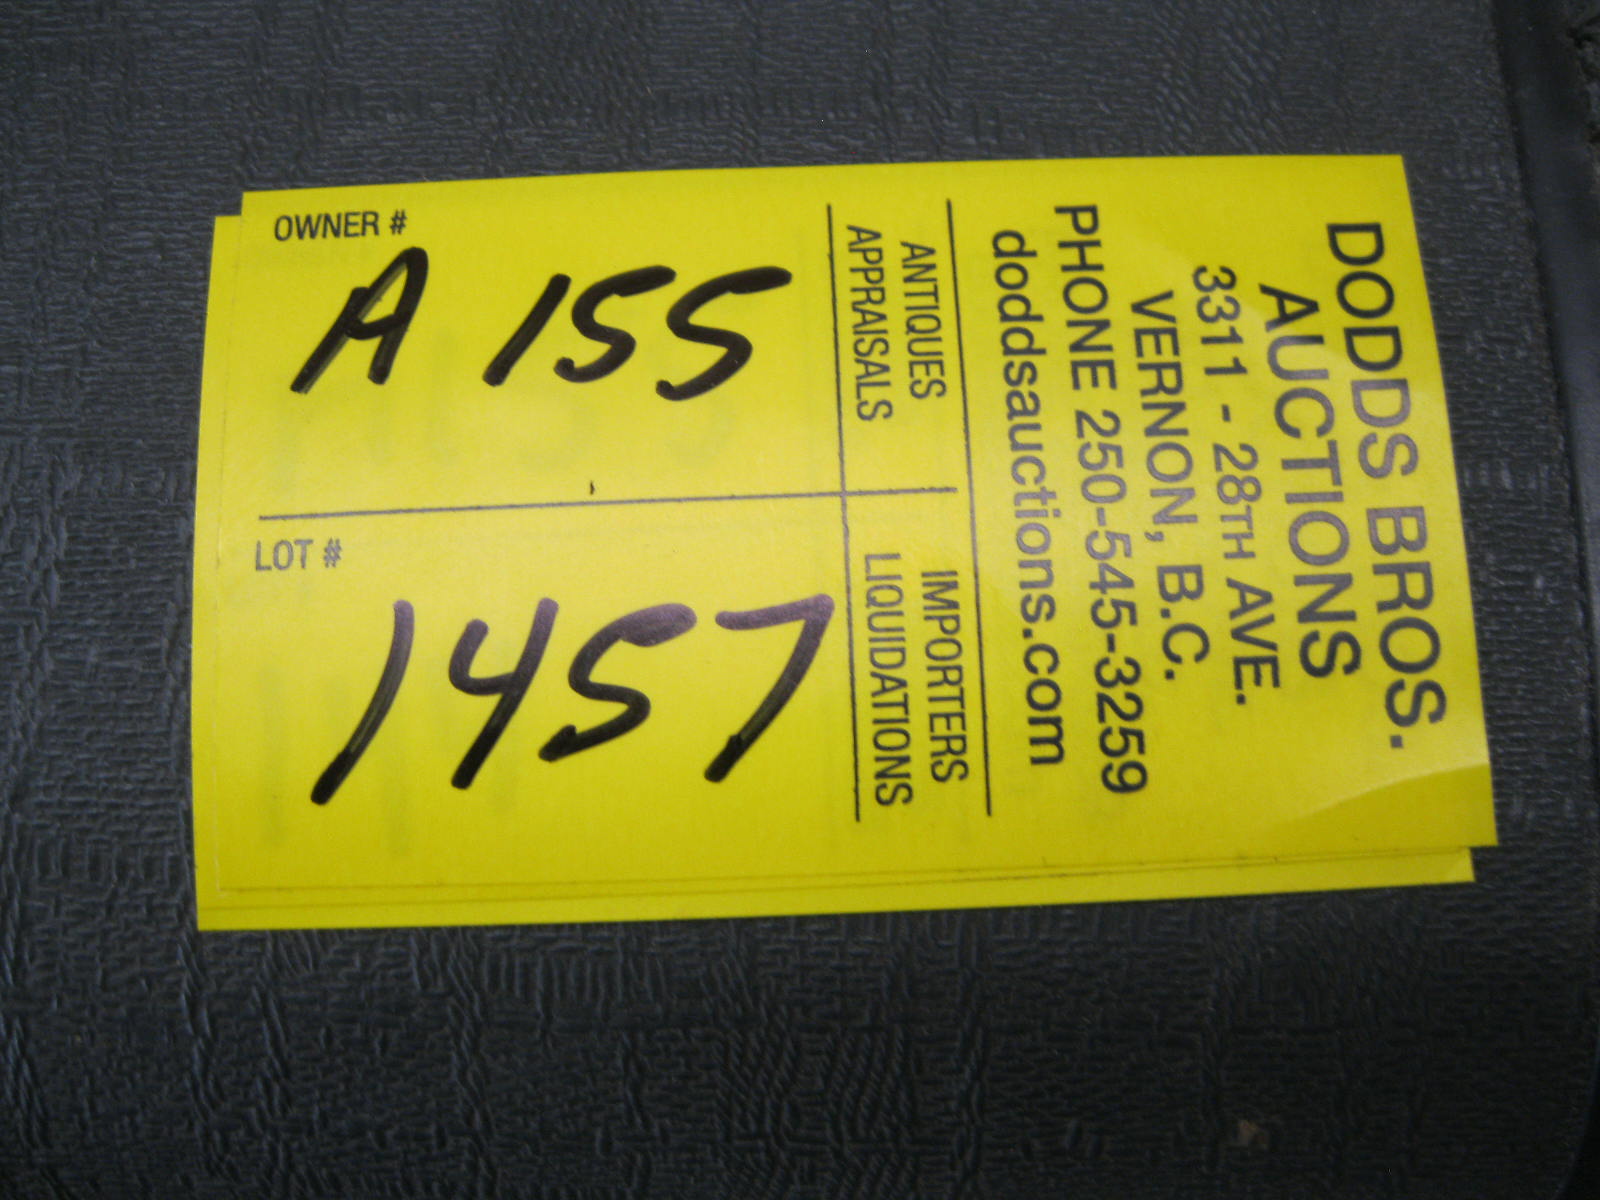 DODDS BROS.
AUCTIONS
3311 - 28TH AVE.
VERNON, B.C.
PHONE 250-545-3259
doddsauctions.com
ANTIQUES
APPRAISALS
IMPORTERS
LIQUIDATIONS
OWNER #
A 155
LOT #
1457